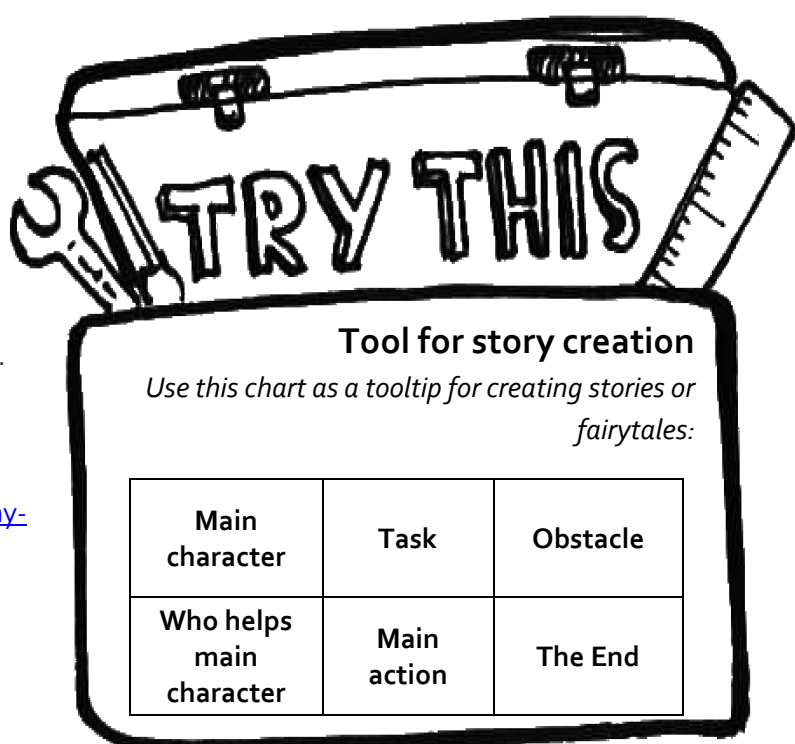 TRY THIS
Tool for story creation
Use this chart as a tooltip for creating stories or
fairytales:
Main
character
Task
Obstacle
Who helps
main
character
Main
action
The End
.
y-